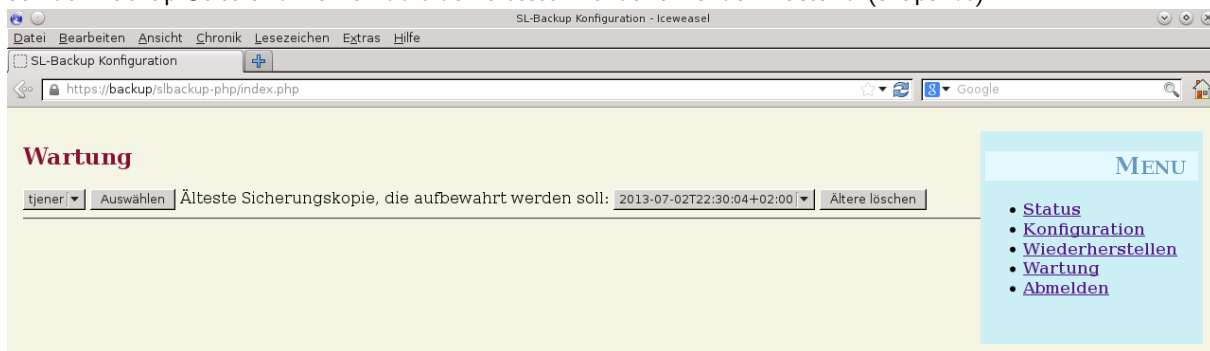 SL-Backup Konfiguration - Iceweasel
Datei Bearbeiten Ansicht Chronik Lesezeichen Extras Hilfe
SL-Backup Konfiguration
https://backup/slbackup-php/index.php
Google
Wartung
tjener Auswählen Älteste Sicherungskopie, die aufbewahrt werden soll: 2013-07-02T22:30:04+02:00 Ältere löschen
MENU
Status
Konfiguration
Wiederherstellen
Wartung
Abmelden